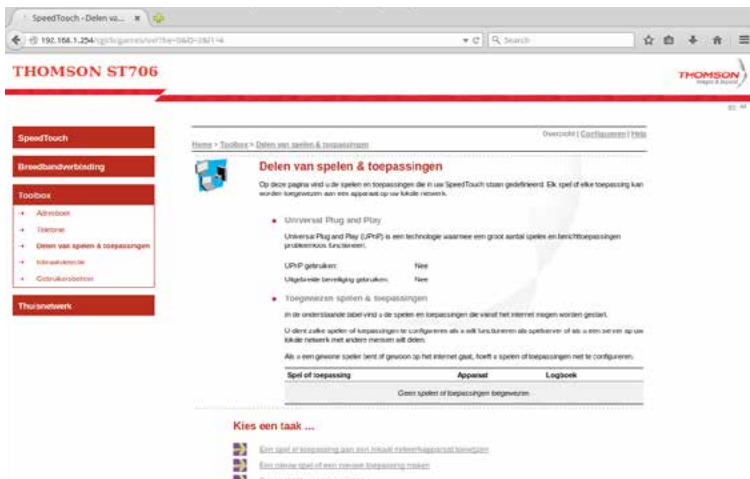 SpeedTouch - Delen va...
192.168.1.254
Search
THOMSON ST706
THOMSON
SpeedTouch
Breedbandverbinding
Toolbox
Adresboek
Telefonie
Delen van spelen & toepassingen
Inbraakdetectie
Gebruikersbeheer
Thuisnetwerk
Home > Toolbox > Delen van spelen & toepassingen
Overzicht | Configureren | Help
Delen van spelen & toepassingen
Op deze pagina vind u de spelen en toepassingen die in uw SpeedTouch staan gedefinieerd. Elk spel of elke toepassing kan
worden toegewezen aan een apparaat op uw lokale netwerk.
Universal Plug and Play
Universal Plug and Play (UPnP) is een technologie waarmee een groot aantal spelen en berichttoepassingen
probleemloos functioneren.
UPnP gebruiken: Nee
Uitgebreide beveiliging gebruiken: Nee
Toegewezen spelen & toepassingen
In de onderstaande tabel vind u de spelen en toepassingen die vanaf het internet mogen worden gestart.
U dient zulke spelen of toepassingen te configureren als u wilt functioneren als spelserver of als u een server op uw
lokale netwerk met andere mensen wilt delen.
Als u een gewone speler bent of gewoon op het internet gaat, hoeft u spelen of toepassingen niet te configureren.
Spel of toepassing Apparaat Logboek
Geen spelen of toepassingen toegewezen
Kies een taak ...
Een spel of toepassing aan een lokaal netwerkapparaat toewijzen
Een nieuw spel of een nieuwe toepassing maken